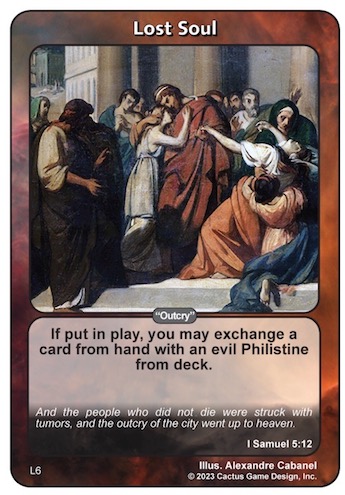 Lost Soul
“Outcry”
If put in play, you may exchange a
card from hand with an evil Philistine
from deck.
And the people who did not die were struck with
tumors, and the outcry of the city went up to heaven.
I Samuel 5:12
L6
Illus. Alexandre Cabanel
© 2023 Cactus Game Design, Inc.